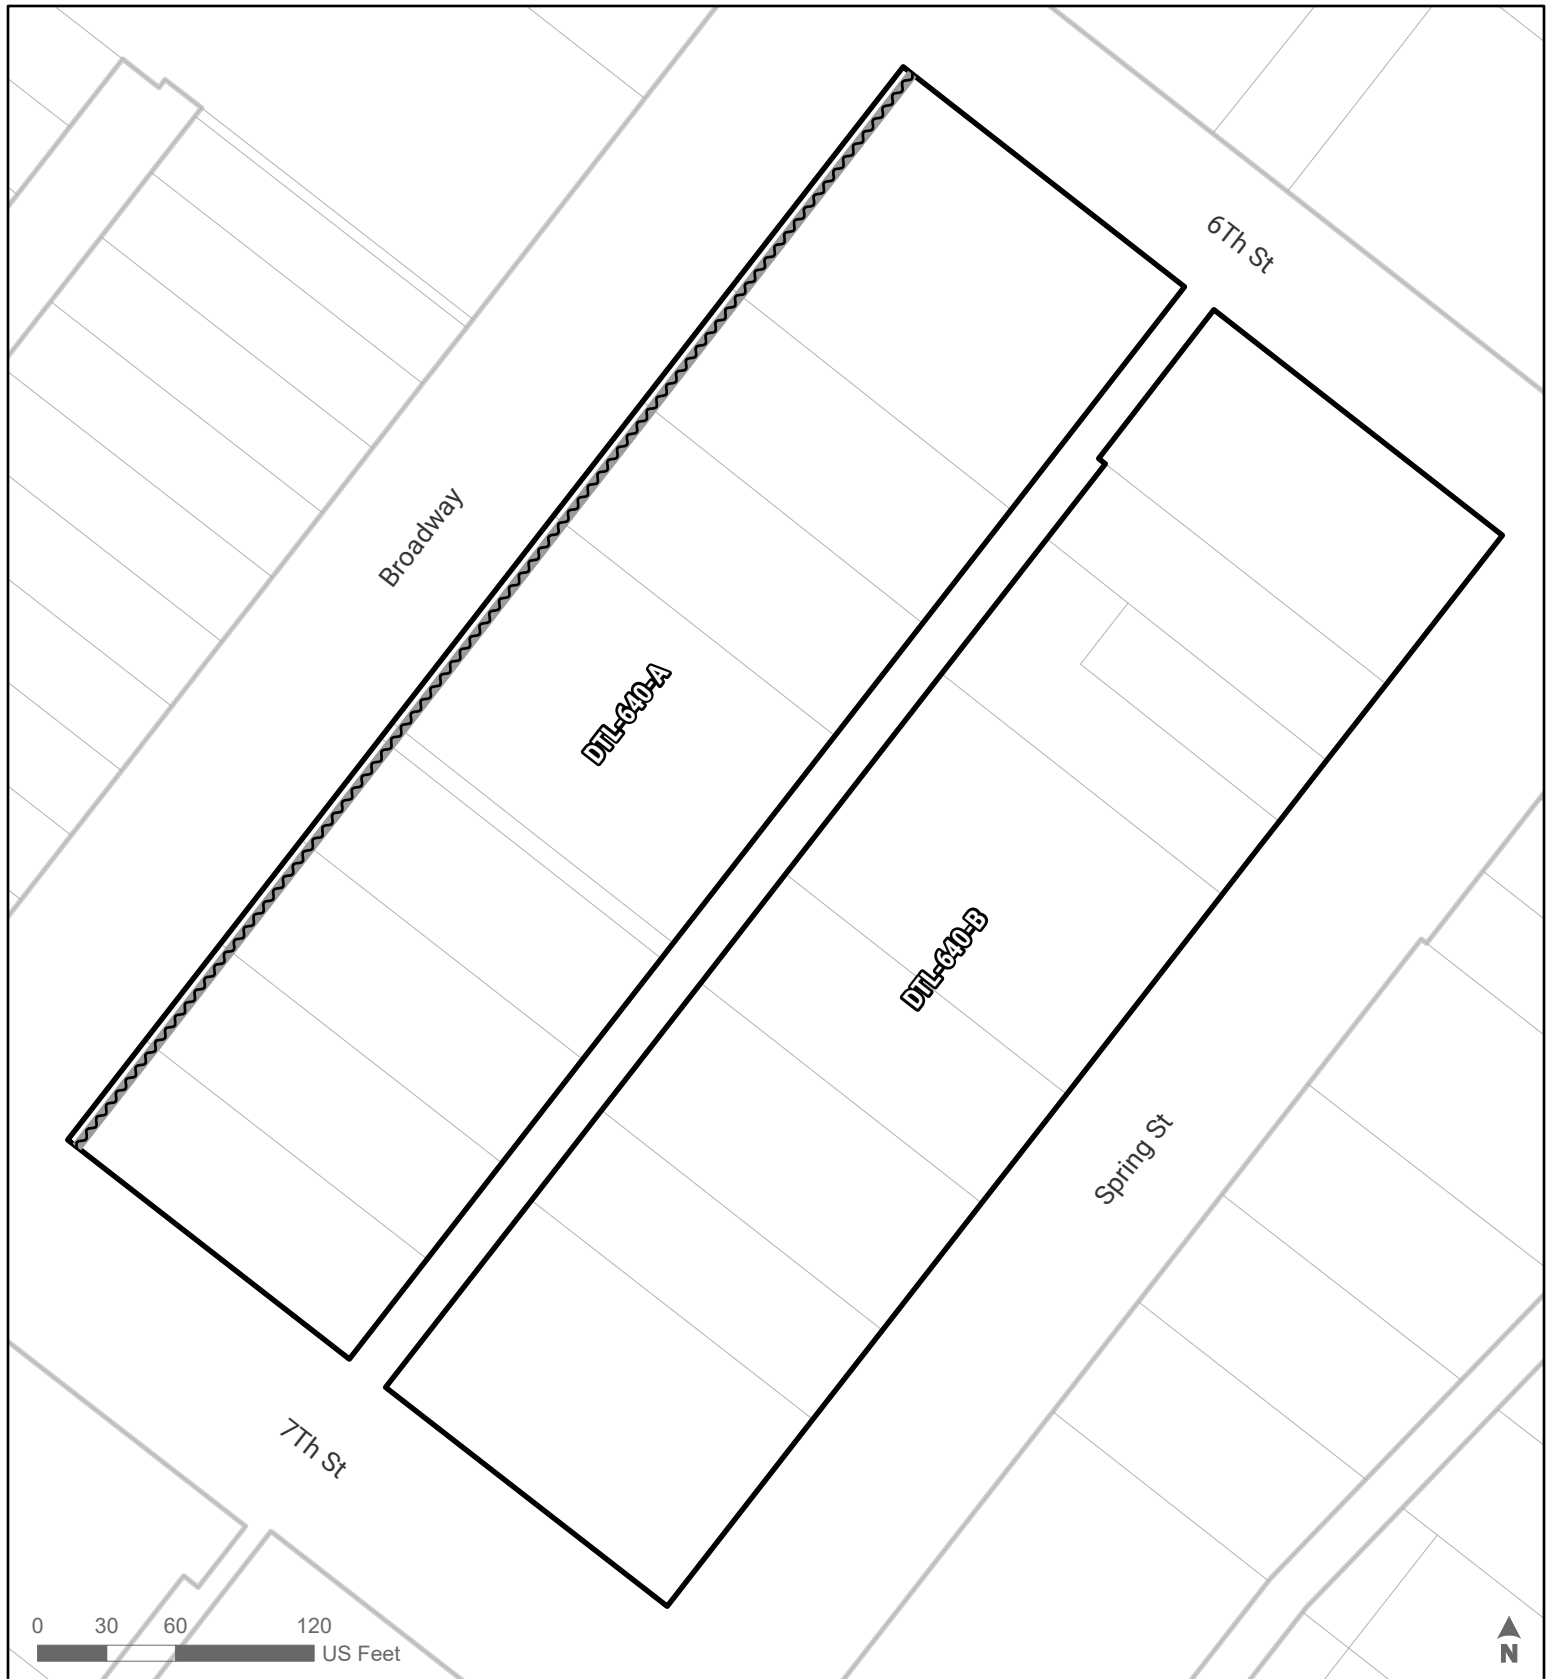 6Th St
Broadway
DTL-640-A
DTL-640-B
Spring St
7Th St
0 30 60 120
US Feet
N